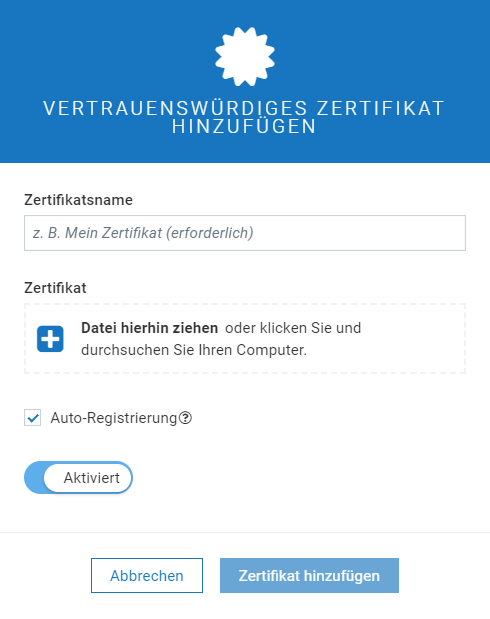 VERTRAUENSWÜRDIGES ZERTIFIKAT
HINZUFÜGEN
Zertifikatsname
z. B. Mein Zertifikat (erforderlich)
Zertifikat
Datei hierhin ziehen oder klicken Sie und
durchsuchen Sie Ihren Computer.
Auto-Registrierung?
Aktiviert
Abbrechen Zertifikat hinzufügen